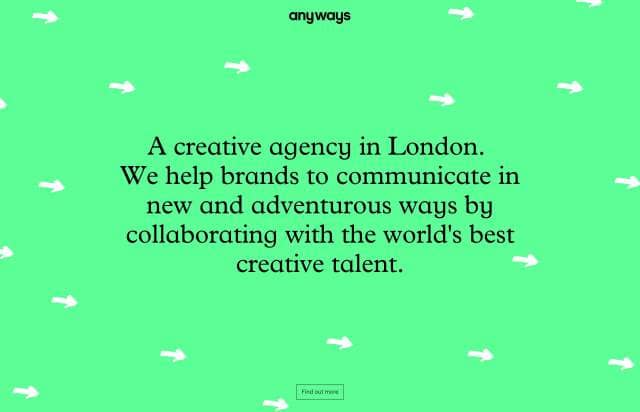 anyways
A creative agency in London.
We help brands to communicate in
new and adventurous ways by
collaborating with the world's best
creative talent.
Find out more